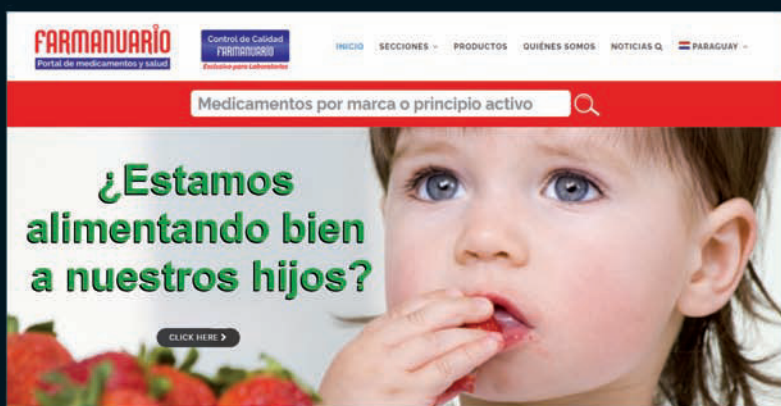 FARMANUARIO
Portal de medicamentos y salud
Control de Calidad
FARMANUARIO
Exclusivo para Laboratorios
INICIO SECCIONES PRODUCTOS QUIÉNES SOMOS NOTICIAS PARAGUAY
Medicamentos por marca o principio activo
¿Estamos
alimentando bien
a nuestros hijos?
CLICK HERE